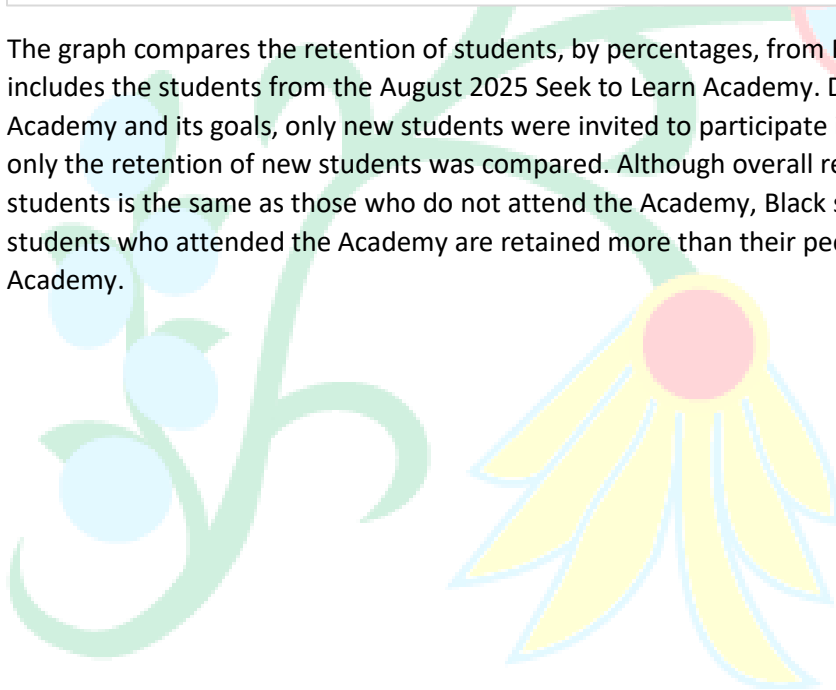 The graph compares the retention of students, by percentages, from
includes the students from the August 2025 Seek to Learn Academy.
Academy and its goals, only new students were invited to participate
only the retention of new students was compared. Although overall
students is the same as those who do not attend the Academy, Black
students who attended the Academy are retained more than their
Academy.